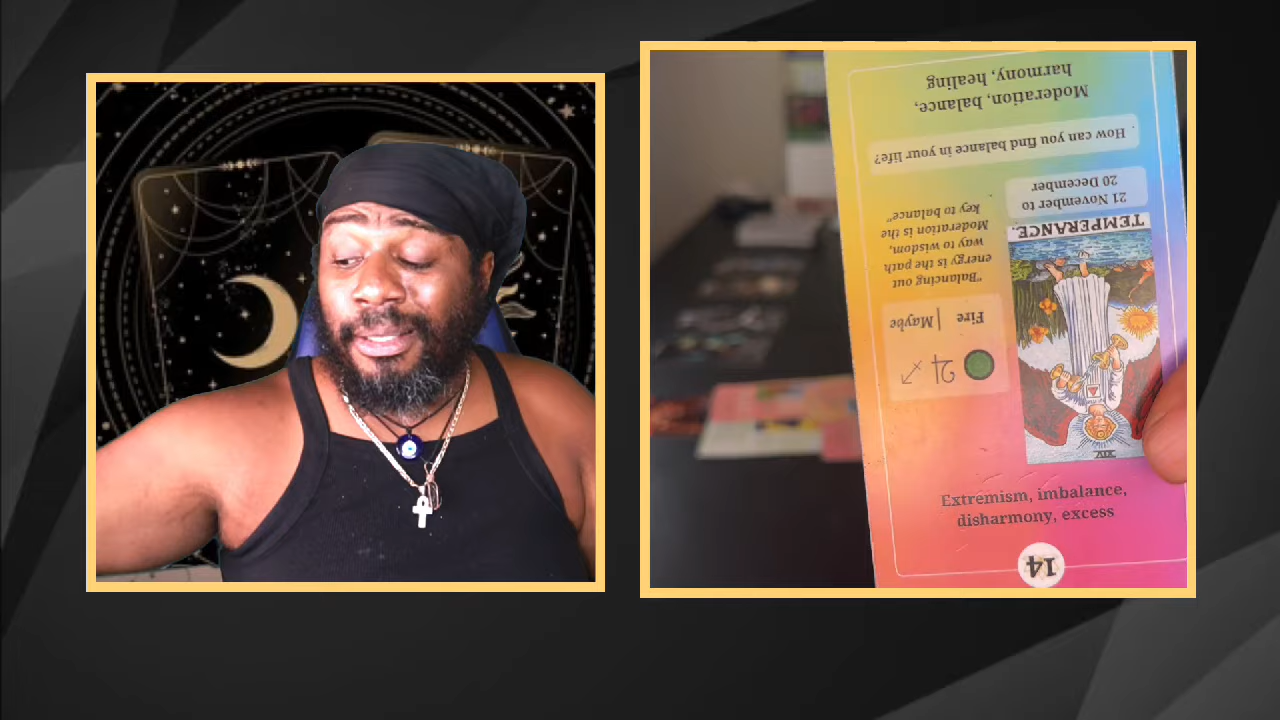 14
Moderation, balance,
harmony, healing
How can you find balance in your life?
21 November to
20 December
TEMPERANCE.
"Balancing out
energy is the path
way to wisdom,
Moderation is the
key to balance"
Fire | Maybe
XIV
Extremism, imbalance,
disharmony, excess